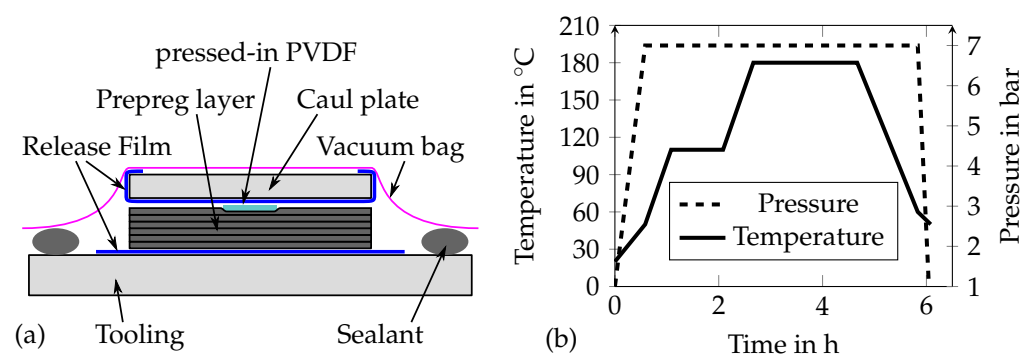 pressed-in PVDF
Prepreg layer Caul plate
Release Film Vacuum bag
(a) Tooling Sealant
Temperature in °C
210
180
150
120
90
60
30
0
0 2 4 6
Time in h
Pressure
Temperature
7
6
5
4
3
2
1
Pressure in bar
(b)